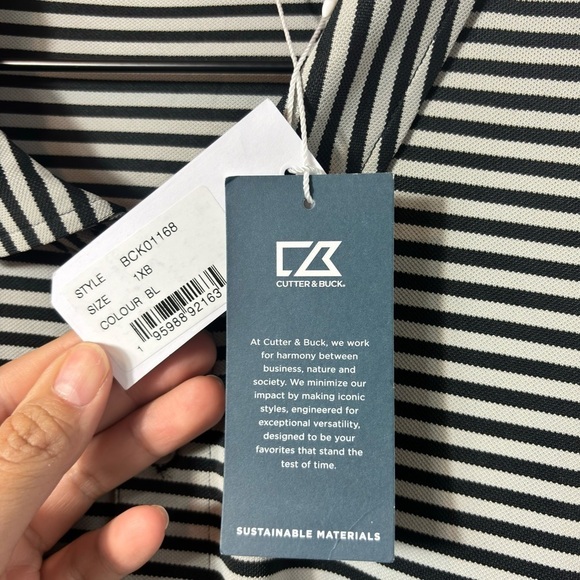 STYLE BCK01168
SIZE 1XB
COLOUR BL
1 95988 92163
CUTTER & BUCK®
At Cutter & Buck, we work
for harmony between
business, nature and
society. We minimize our
impact by making iconic
styles, engineered for
exceptional versatility,
designed to be your
favorites that stand the
test of time.
SUSTAINABLE MATERIALS